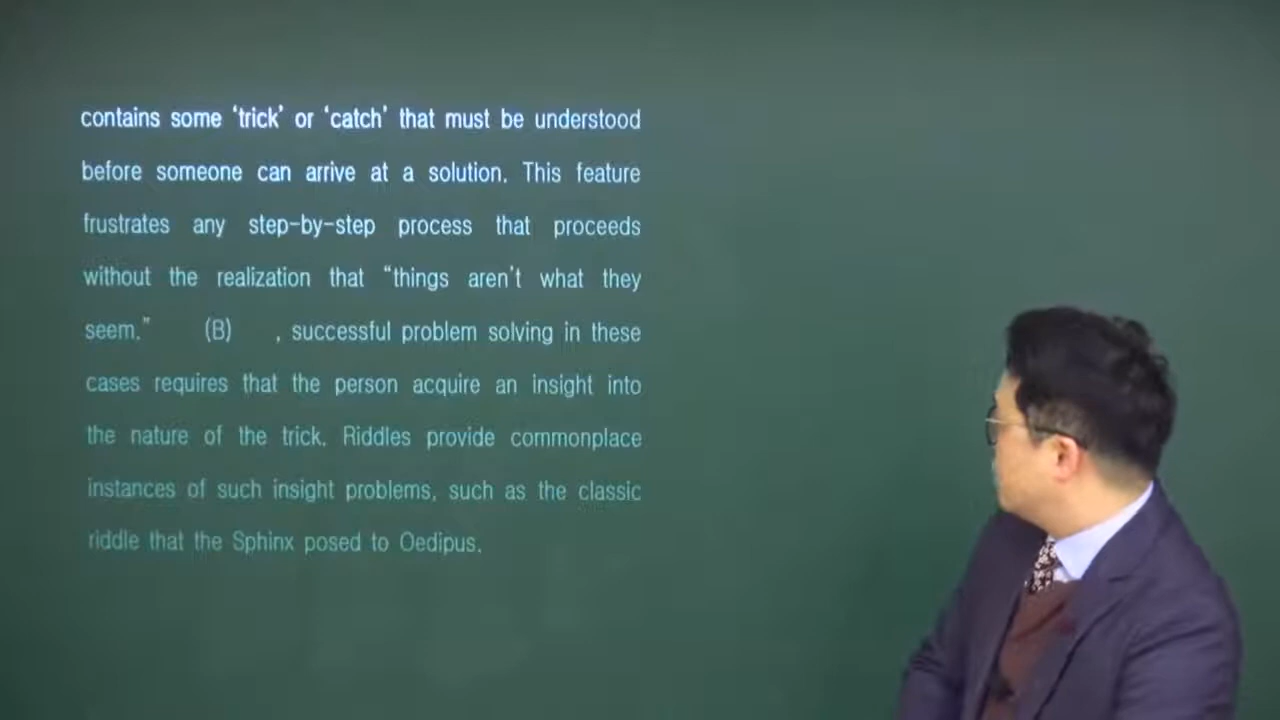 contains some ‘trick’ or ‘catch’ that must be understood
before someone can arrive at a solution. This feature
frustrates any step-by-step process that proceeds
without the realization that “things aren’t what they
seem.” (B) , successful problem solving in these
cases requires that the person acquire an insight into
the nature of the trick. Riddles provide commonplace
instances of such insight problems, such as the classic
riddle that the Sphinx posed to Oedipus.